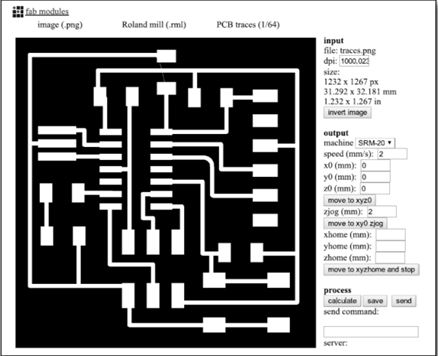 fab modules
image (.png) Roland mill (.rml) PCB traces (1/64)
input
file: traces.png
dpi: 1000.023
size:
1232 x 1267 px
31.292 x 32.181 mm
1.232 x 1.267 in
invert image
output
machine SRM-20
speed (mm/s): 2
x0 (mm): 0
y0 (mm): 0
z0 (mm): 0
move to xyz0
zjog (mm): 2
move to xy0 zjog
xhome (mm):
yhome (mm):
zhome (mm):
move to xyzhome and stop
process
calculate save send
send command:
server: